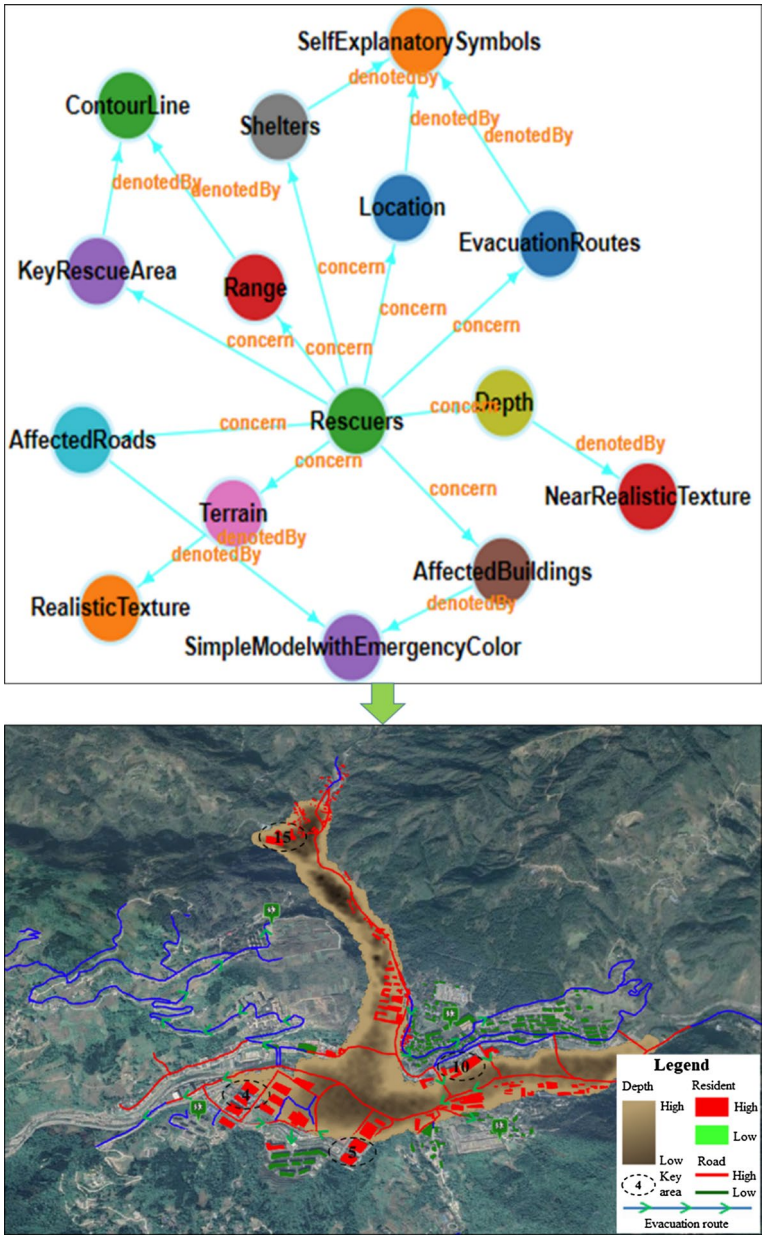 SelfExplanatorySymbols
denotedBy
ContourLine
Shelters
denotedBy
denotedBy
denotedBy
denotedBy
Location
EvacuationRoutes
KeyRescueArea
Range
concern
concern
concern
concern
concern
Depth
concern
Rescuers
concern
AffectedRoads
denotedBy
concern
concern
NearRealisticTexture
Terrain
denotedBy
denotedBy
AffectedBuildings
RealisticTexture
denotedBy
SimpleModelwithEmergencyColor
15
10
4
5
Legend
Depth
Resident
High
High
Low
Low
4
Key
area
Road
High
Low
Evacuation route